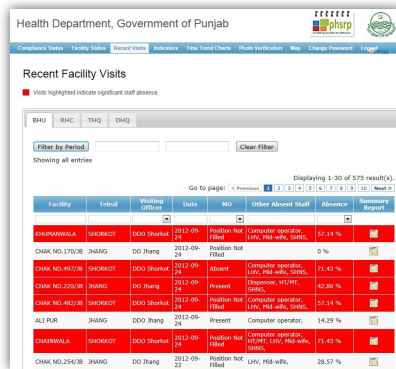 Health Department, Government of Punjab
phsrp
Compliance Status Facility Status Recent Visits Indicators Time Trend Charts Photo Verification Map Change Password Logout
Recent Facility Visits
Visits highlighted indicate significant staff absence.
BHU RHC THQ DHQ
Filter by Period Clear Filter
Showing all entries
Displaying 1-30 of 575 result(s).
Go to page: < Previous 1 2 3 4 5 6 7 8 9 10 Next >
Facility Tehsil Visiting Officer Date MO Other Absent Staff Absence Summary Report
KHUMANWALA SHORKOT DDO Shorkot 2012-09-24 Position Not Filled Computer operator, LHV, Mid-wife, SHNS, 57.14 %
CHAK NO.170/JB JHANG DO Jhang 2012-09-24 Position Not Filled 0 %
CHAK NO.497/JB SHORKOT DDO Shorkot 2012-09-24 Absent Computer operator, LHV, Mid-wife, SHNS, 71.43 %
CHAK NO.220/JB JHANG DO Jhang 2012-09-24 Present Dispenser, HT/MT, SHNS, 42.86 %
CHAK NO.482/JB SHORKOT DDO Shorkot 2012-09-24 Position Not Filled Computer operator, LHV, Mid-wife, SHNS, 57.14 %
ALI PUR JHANG DDO Jhang 2012-09-24 Present Computer operator, 14.29 %
CHAINWALA SHORKOT DDO Shorkot 2012-09-24 Position Not Filled Computer operator, HT/MT, LHV, Mid-wife, SHNS, 71.43 %
CHAK NO.254/JB JHANG DO Jhang 2012-09-22 Position Not Filled LHV, Mid-wife, 28.57 %